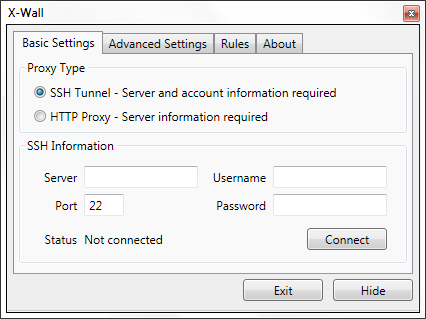 X-Wall
Basic Settings Advanced Settings Rules About
Proxy Type
SSH Tunnel - Server and account information required
HTTP Proxy - Server information required
SSH Information
Server Username
Port 22 Password
Status Not connected Connect
Exit Hide